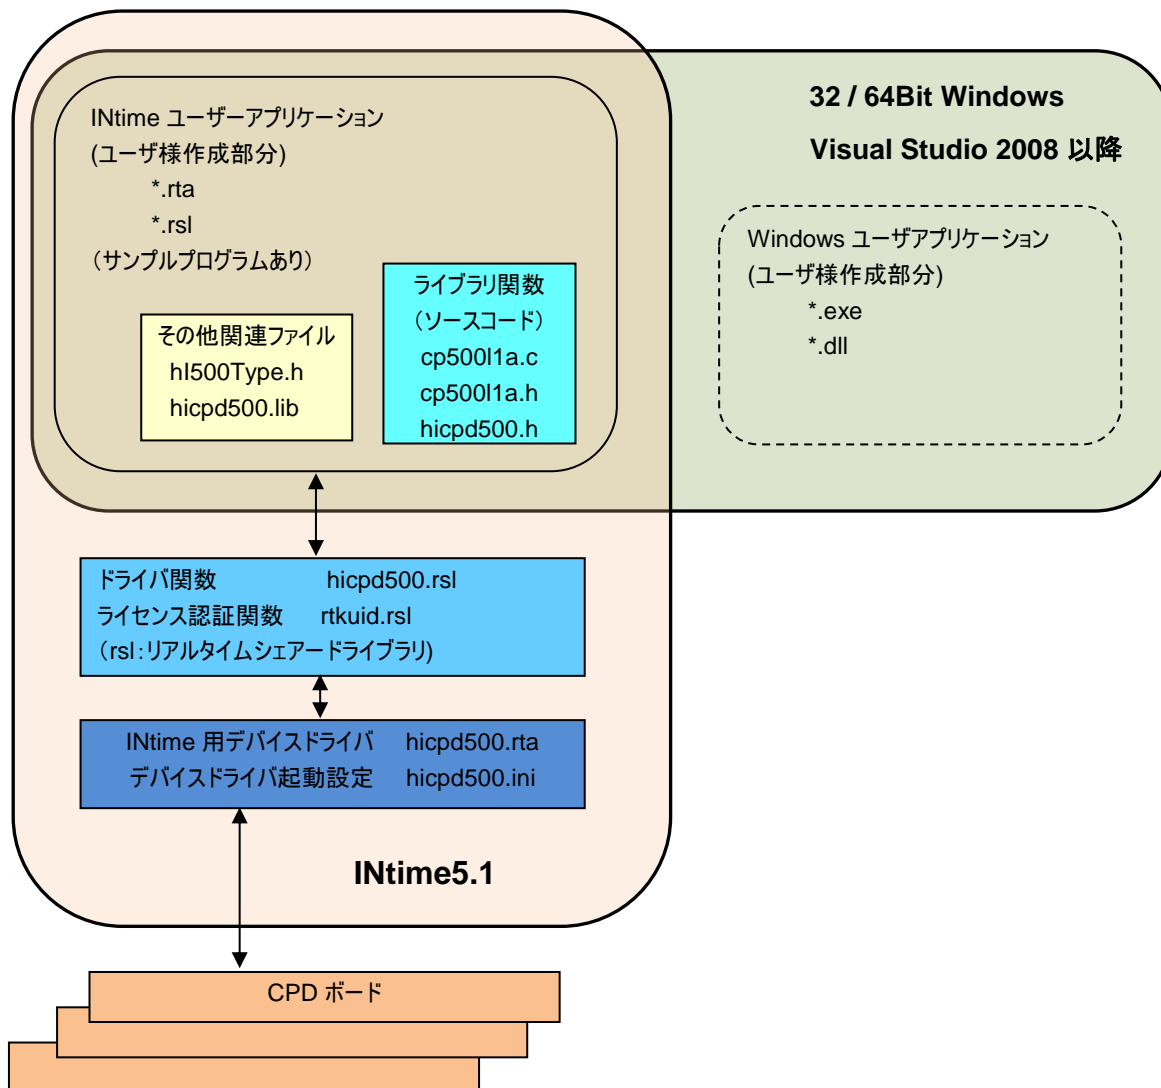 32 / 64Bit Windows
Visual Studio 2008 以降
INtime ユーザーアプリケーション
(ユーザ様作成部分)
*.rta
*.rsl
(サンプルプログラムあり)
その他関連ファイル
hI500Type.h
hicpd500.lib
ライブラリ関数
(ソースコード)
cp500l1a.c
cp500l1a.h
hicpd500.h
Windows ユーザアプリケーション
(ユーザ様作成部分)
*.exe
*.dll
ドライバ関数 hicpd500.rsl
ライセンス認証関数 rtkuid.rsl
(rsl:リアルタイムシェアードライブラリ)
INtime 用デバイスドライバ hicpd500.rta
デバイスドライバ起動設定 hicpd500.ini
INtime5.1
CPD ボード